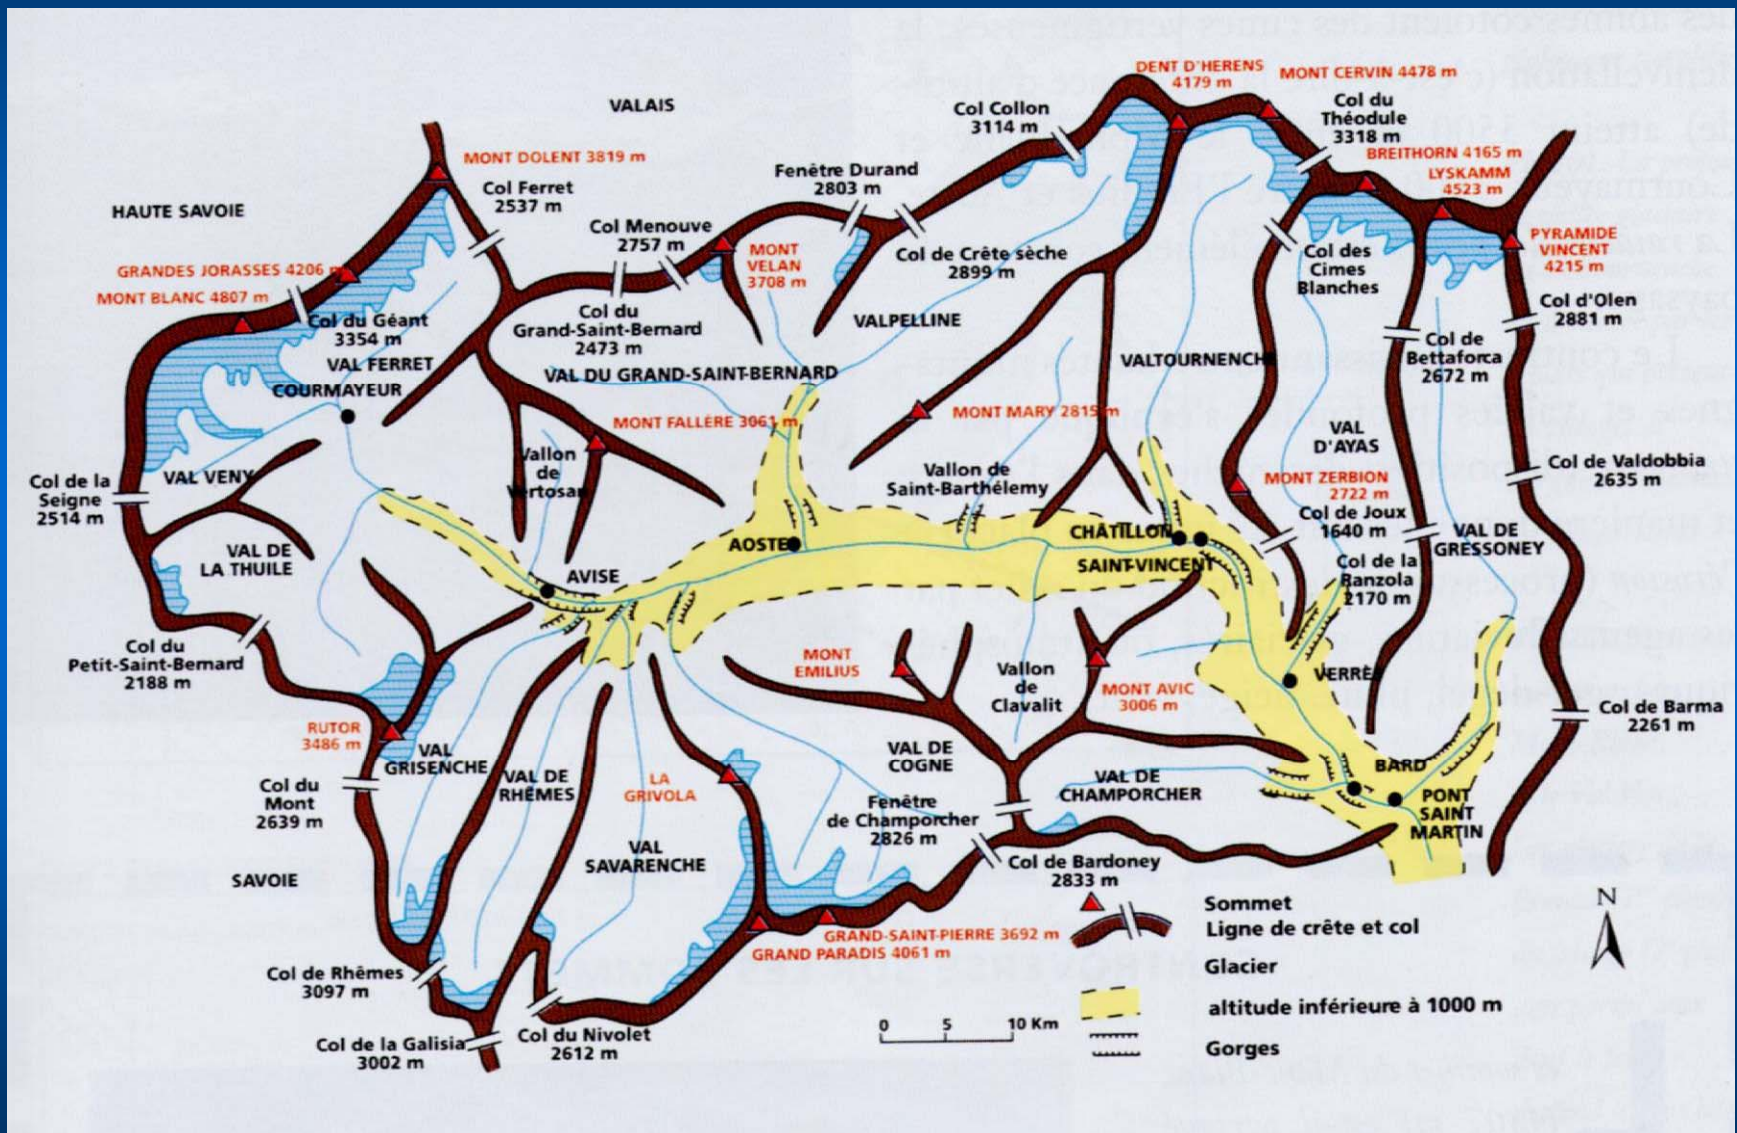 DENT D'HERENS
4179 m
MONT CERVIN 4478 m
VALAIS
Col Collon
3114 m
Col du
Théodule
3318 m
MONT DOLENT 3819 m
BREITHORN 4165 m
Fenêtre Durand
2803 m
LYSKAMM
4523 m
Col Ferret
2537 m
HAUTE SAVOIE
Col Menouve
2757 m
PYRAMIDE
VINCENT
4215 m
MONT
VELAN
3708 m
Col de Crête sèche
2899 m
Col des
Cimes
Blanches
GRANDES JORASSES 4206 m
MONT BLANC 4807 m
Col d'Olen
2881 m
Col du Géant
3354 m
Col du
Grand-Saint-Bernard
2473 m
VALPELLINE
Col de
Bettaforca
2672 m
VAL FERRET
VALTOURNENCHE
VAL DU GRAND-SAINT-BERNARD
COURMAYEUR
MONT FALLÈRE 3061 m
MONT MARY 2815 m
VAL
D'AYAS
Vallon
de
Vertosan
Col de Valdobbia
2635 m
VAL VENY
Col de la
Seigne
2514 m
Vallon de
Saint-Barthélemy
MONT ZERBION
2722 m
Col de Joux
1640 m
VAL DE
GRESSONEY
CHÂTILLON
AOSTE
VAL DE
LA THUILE
SAINT-VINCENT
AVISE
Col de la
Ranzola
2170 m
Col du
Petit-Saint-Bernard
2188 m
MONT
EMILIUS
Vallon
de
Clavalit
VERRÈS
MONT AVIC
3006 m
Col de Barma
2261 m
RUTOR
3486 m
VAL
GRISENCHE
VAL DE
COGNE
BARD
VAL DE
RHÊMES
LA
GRIVOLA
VAL DE
CHAMPORCHER
Col du
Mont
2639 m
Fenêtre
de Champorcher
2826 m
PONT
SAINT
MARTIN
VAL
SAVARENCHE
Col de Bardoney
2833 m
SAVOIE
Sommet
N
Ligne de crête et col
GRAND-SAINT-PIERRE 3692 m
GRAND PARADIS 4061 m
Glacier
Col de Rhêmes
3097 m
altitude inférieure à 1000 m
0 5 10 Km
Col du Nivolet
2612 m
Col de la Galisia
3002 m
Gorges